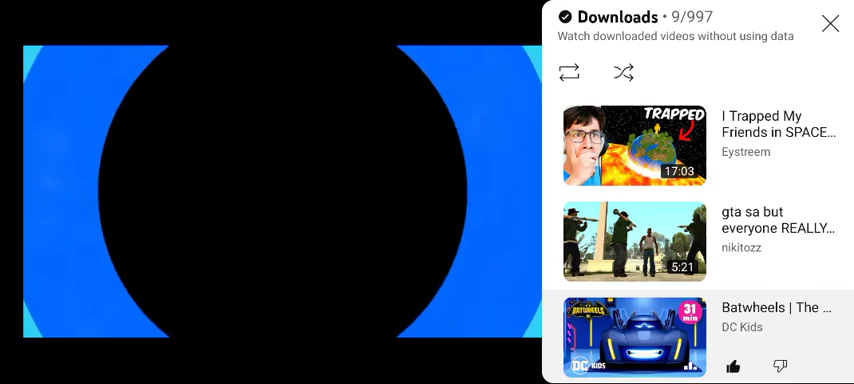 Downloads • 9/997
Watch downloaded videos without using data
TRAPPED
17:03
I Trapped My
Friends in SPACE...
Eystreem
5:21
gta sa but
everyone REALLY...
nikitozz
BATWHEELS
31
min
DC KIDS
Batwheels | The ...
DC Kids